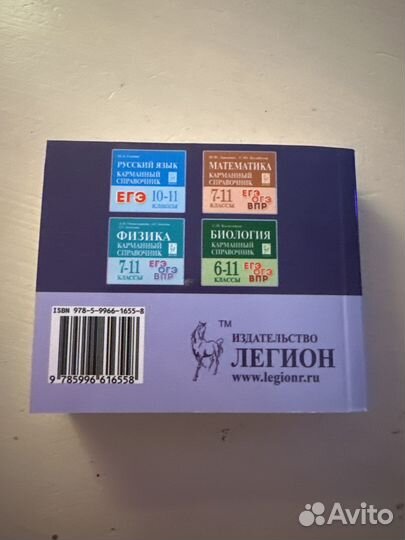 РУССКИЙ ЯЗЫК
КАРМАННЫЙ
СПРАВОЧНИК
ЕГЭ
10-11
КЛАССЫ
МАТЕМАТИКА
КАРМАННЫЙ
СПРАВОЧНИК
7-11
КЛАССЫ
ЕГЭ
ОГЭ
ВПР
ФИЗИКА
КАРМАННЫЙ
СПРАВОЧНИК
7-11
КЛАССЫ
ЕГЭ
ОГЭ
ВПР
БИОЛОГИЯ
КАРМАННЫЙ
СПРАВОЧНИК
6-11
КЛАССЫ
ЕГЭ
ОГЭ
ВПР
ISBN 978-5-9966-1655-8
9 785996 616558
TM
ИЗДАТЕЛЬСТВО
ЛЕГИОН
www.legionr.ru
Avito